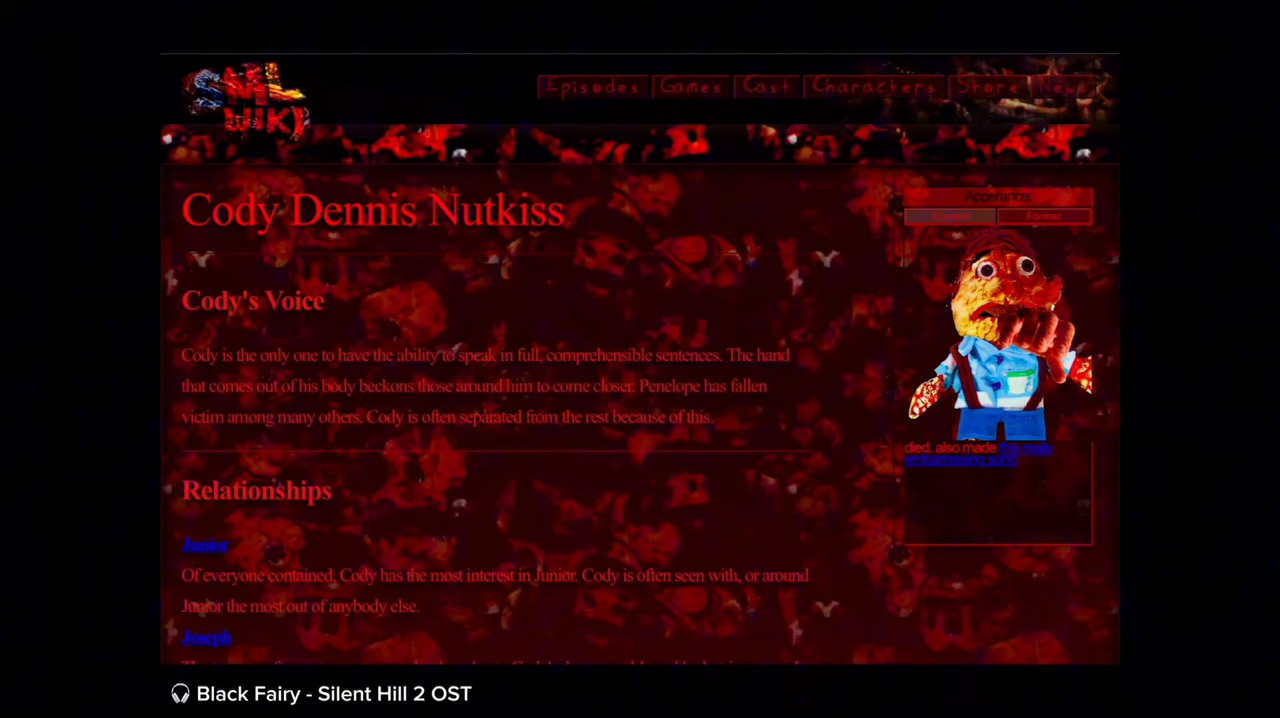 SML
WIKI
Episodes Games Cast Characters Store News
Cody Dennis Nutkiss
Apperance:
Current Former
Cody's Voice
Cody is the only one to have the ability to speak in full, comprehensible sentences. The hand
that comes out of his body beckons those around him to come closer. Penelope has fallen
victim among many others. Cody is often separated from the rest because of this.
died. also made this really
Relationships
Junior
Of everyone contained, Cody has the most interest in Junior. Cody is often seen with, or around
Junior the most out of anybody else.
Joseph
Black Fairy - Silent Hill 2 OST